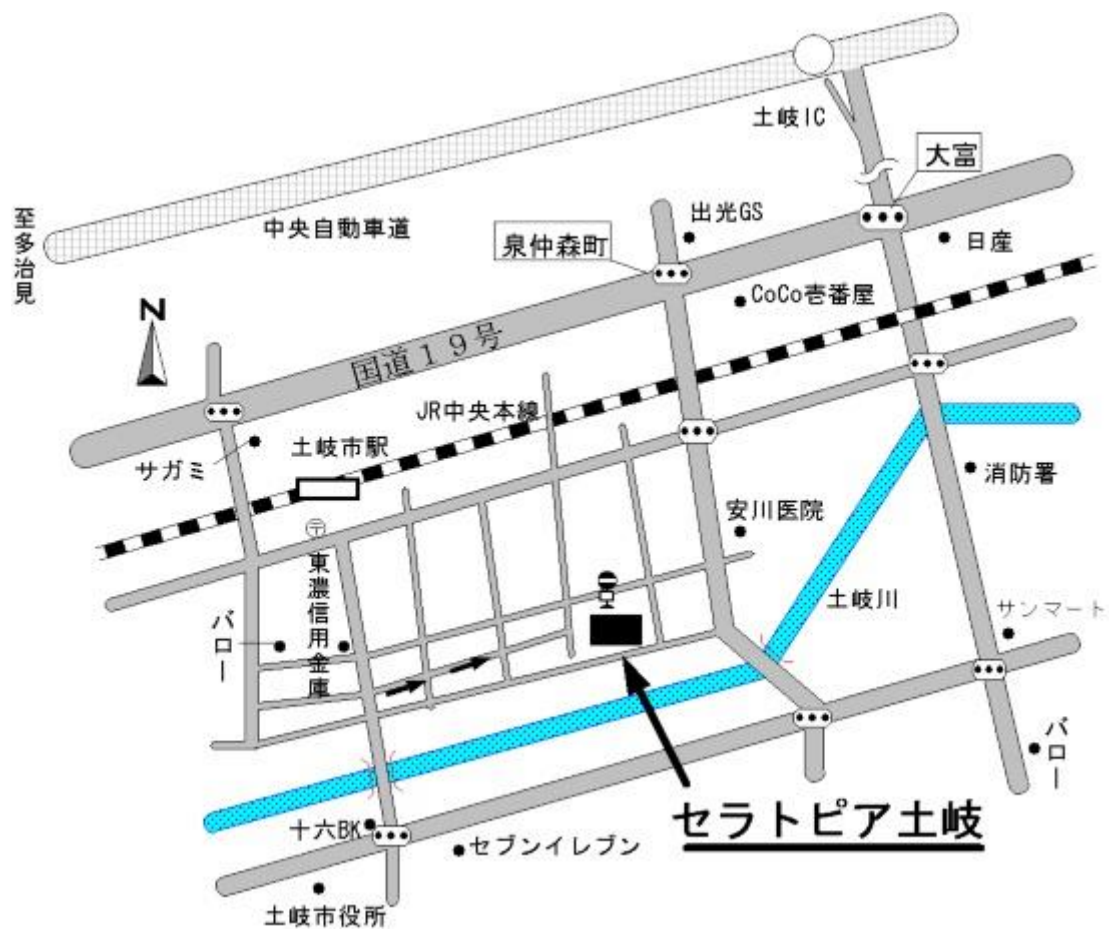 土岐IC
大富
至多治見
中央自動車道
出光GS
泉仲森町
日産
CoCo壱番屋
N
国道19号
JR中央本線
土岐市駅
サガミ
消防署
安川医院
〒
東濃信用金庫
土岐川
サンマート
バロー
バロー
セラトピア土岐
十六BK
セブンイレブン
土岐市役所